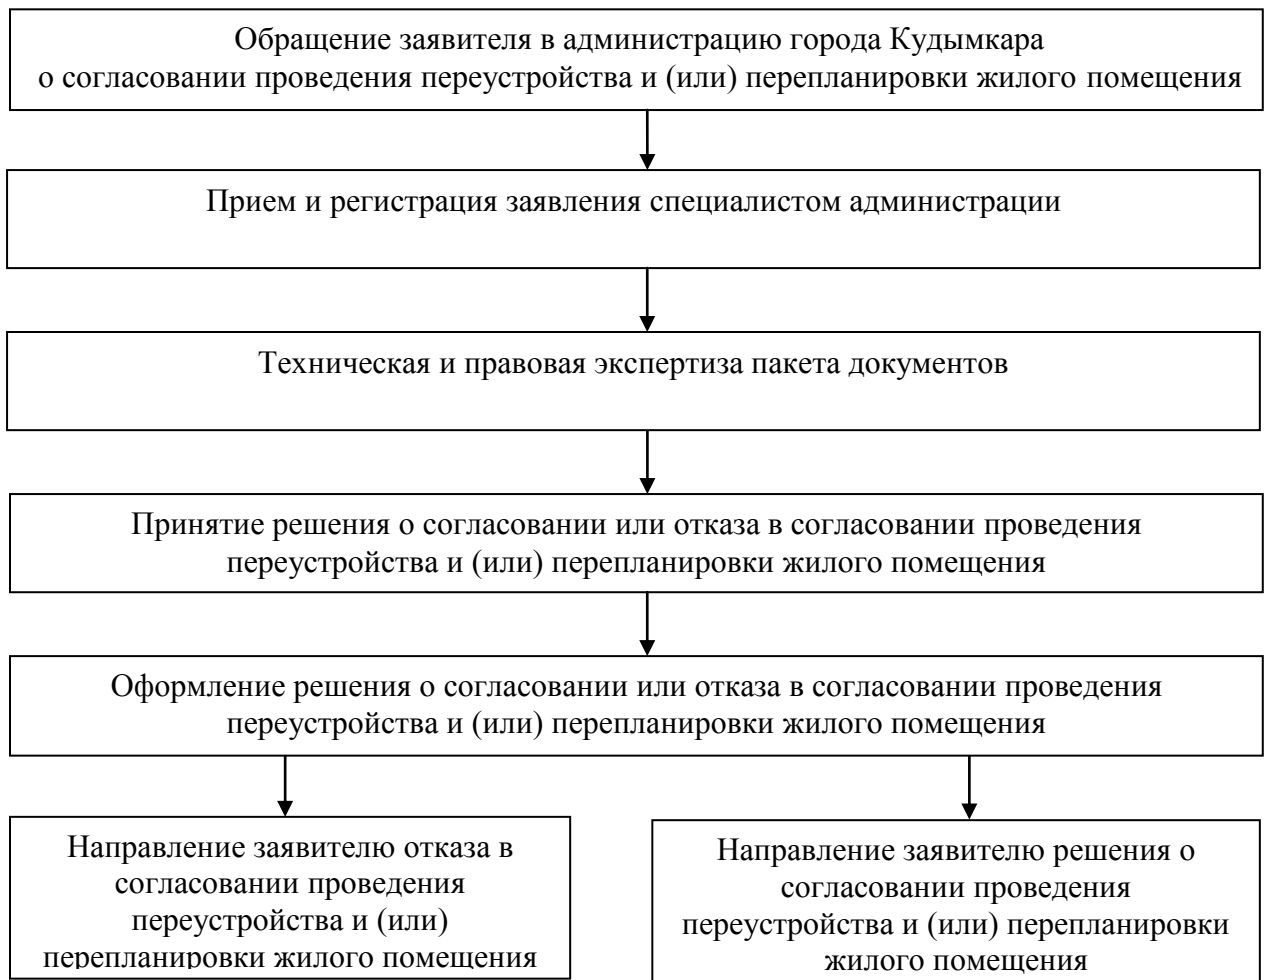 Обращение заявителя в администрацию города Кудымкара
о согласовании проведения переустройства и (или) перепланировки жилого помещения
Прием и регистрация заявления специалистом администрации
Техническая и правовая экспертиза пакета документов
Принятие решения о согласовании или отказа в согласовании проведения
переустройства и (или) перепланировки жилого помещения
Оформление решения о согласовании или отказа в согласовании проведения
переустройства и (или) перепланировки жилого помещения
Направление заявителю отказа в
согласовании проведения
переустройства и (или)
перепланировки жилого помещения
Направление заявителю решения о
согласовании проведения
переустройства и (или) перепланировки
жилого помещения